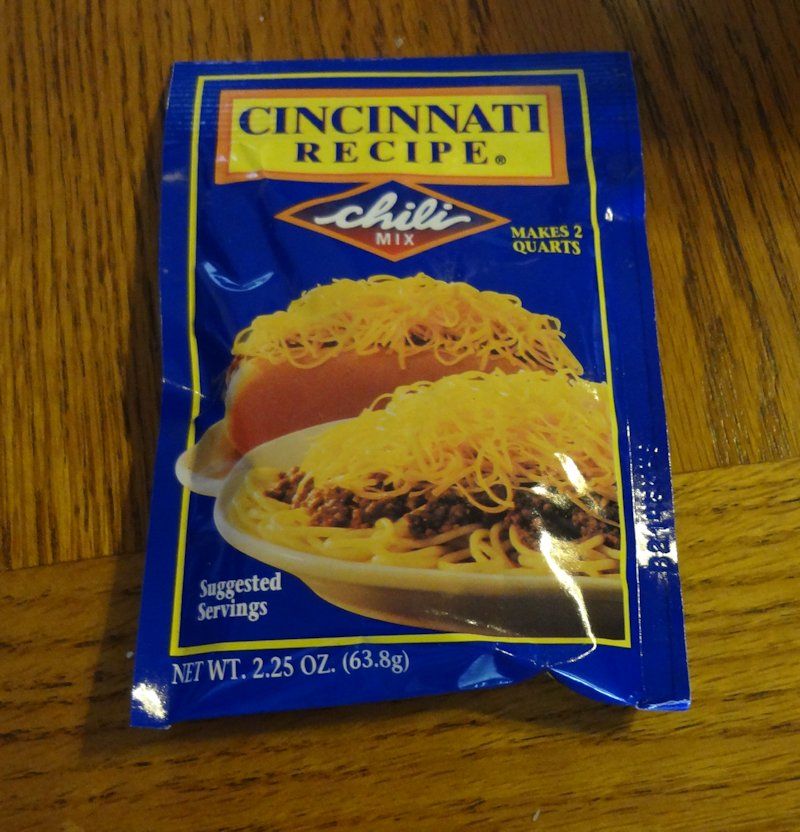 CINCINNATI
RECIPE®
chili
MIX
MAKES 2
QUARTS
Suggested
Servings
NET WT. 2.25 OZ. (63.8g)